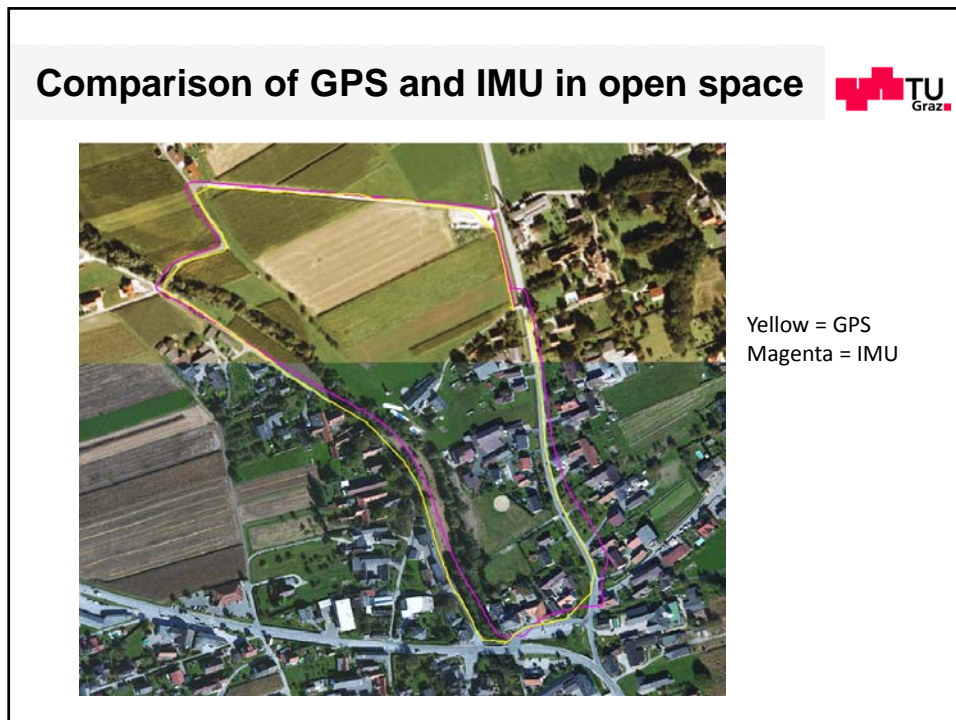 Comparison of GPS and IMU in open space
TU
Graz
Yellow = GPS
Magenta = IMU